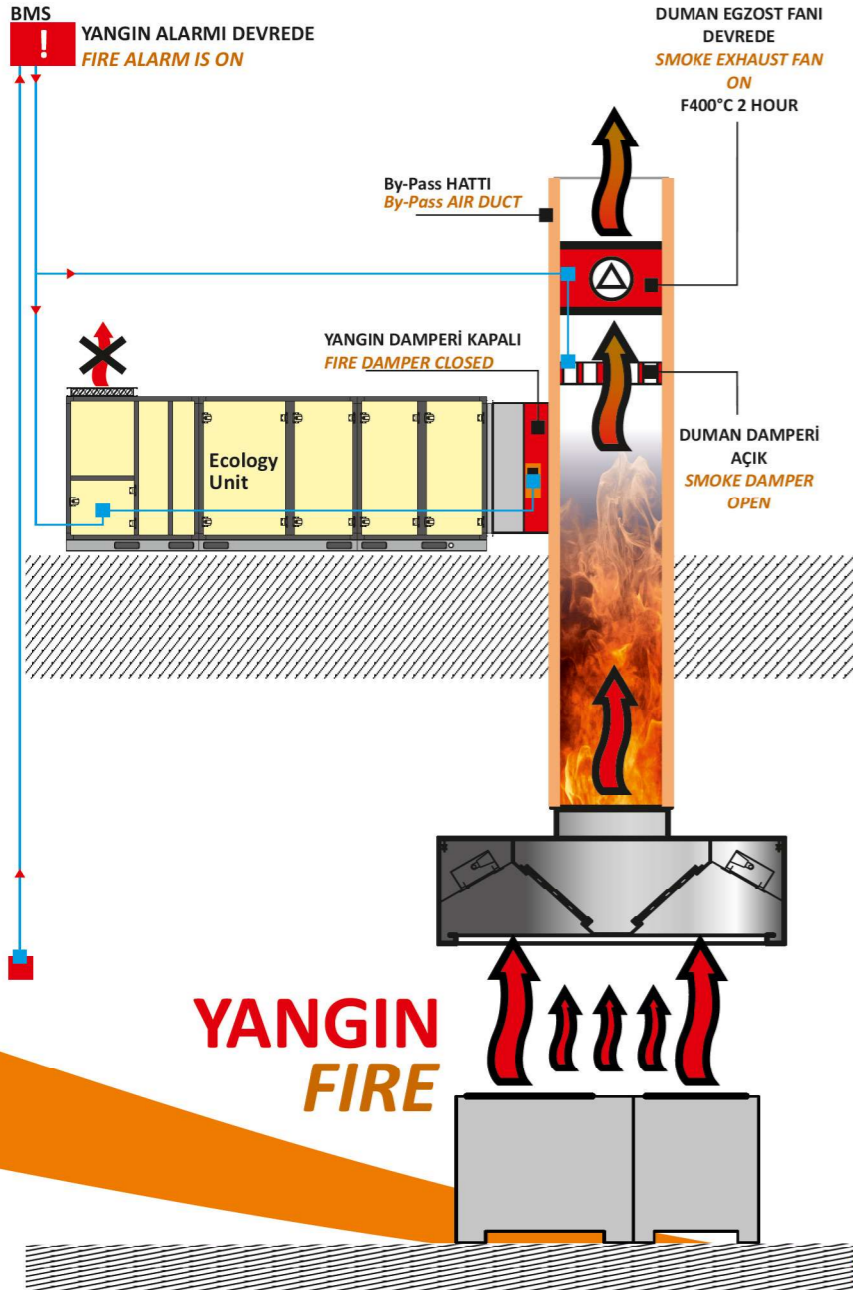 BMS
!
YANGIN ALARMI DEVREDE
FIRE ALARM IS ON
DUMAN EGZOST FANI
DEVREDE
SMOKE EXHAUST FAN
ON
F400°C 2 HOUR
By-Pass HATTI
By-Pass AIR DUCT
YANGIN DAMPERİ KAPALI
FIRE DAMPER CLOSED
DUMAN DAMPERİ
AÇIK
SMOKE DAMPER
OPEN
Ecology
Unit
YANGIN
FIRE